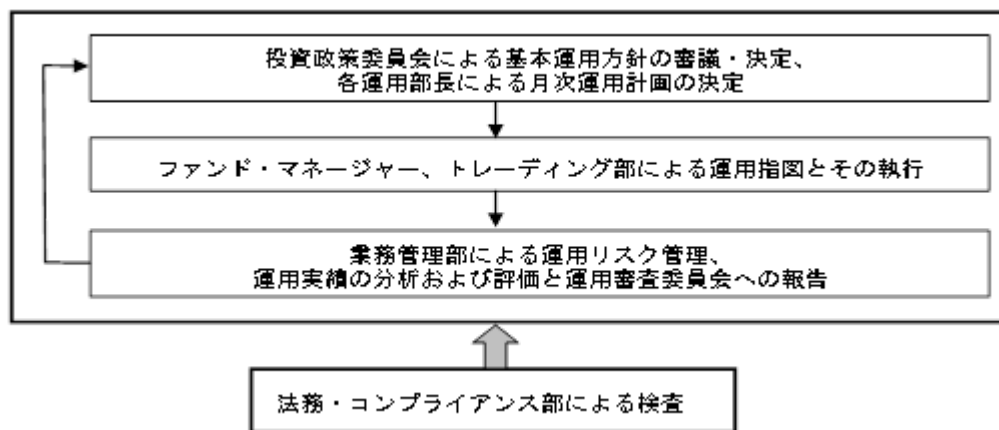 投資政策委員会による基本運用方針の審議・決定、
各運用部長による月次運用計画の決定
ファンド・マネージャー、トレーディング部による運用指図とその執行
業務管理部による運用リスク管理、
運用実績の分析および評価と運用審査委員会への報告
法務・コンプライアンス部による検査